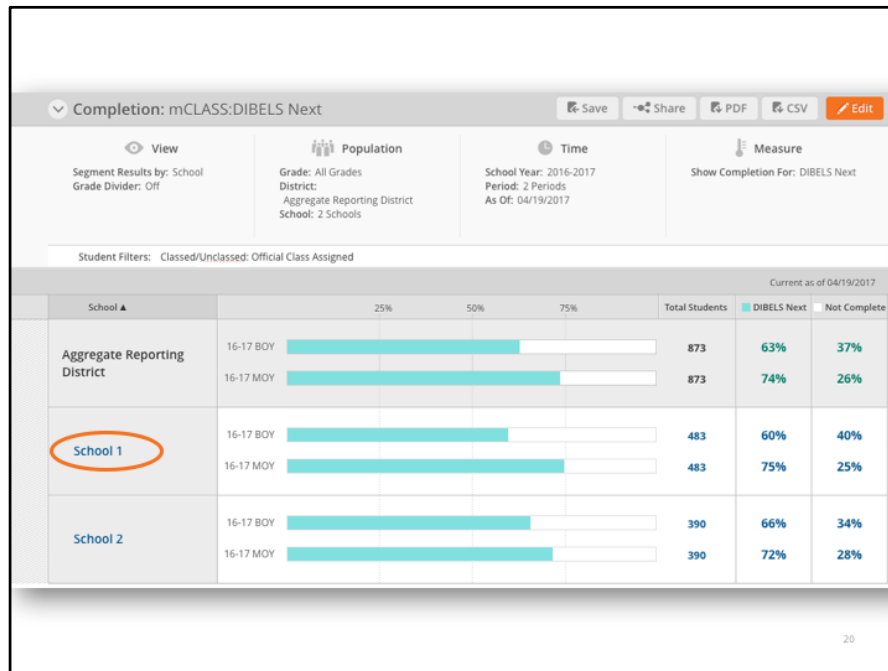 Completion: mCLASS:DIBELS Next
Save
Share
PDF
CSV
Edit
View
Segment Results by: School
Grade Divider: Off
Population
Grade: All Grades
District:
Aggregate Reporting District
School: 2 Schools
Time
School Year: 2016-2017
Period: 2 Periods
As Of: 04/19/2017
Measure
Show Completion For: DIBELS Next
Student Filters: Classed/Unclassed: Official Class Assigned
Current as of 04/19/2017
School ▲ 25% 50% 75% Total Students DIBELS Next Not Complete
Aggregate Reporting
District
16-17 BOY 873 63% 37%
16-17 MOY 873 74% 26%
School 1
16-17 BOY 483 60% 40%
16-17 MOY 483 75% 25%
School 2
16-17 BOY 390 66% 34%
16-17 MOY 390 72% 28%
20